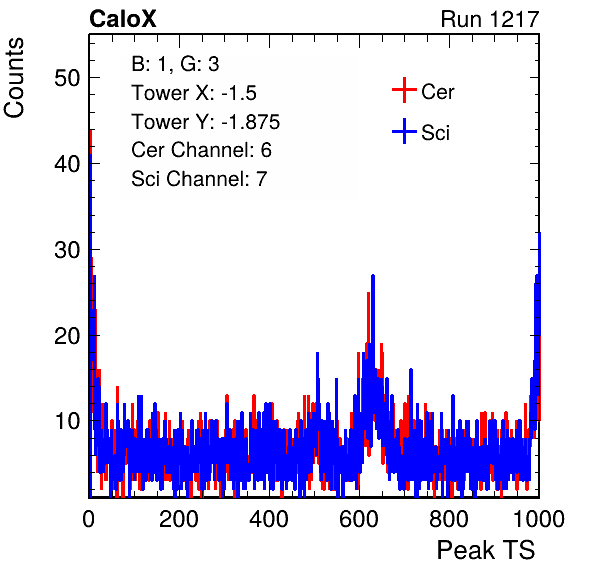 CaloX Run 1217
Counts
B: 1, G: 3
Tower X: -1.5
Tower Y: -1.875
Cer Channel: 6
Sci Channel: 7
Cer
Sci
50
40
30
20
10
0 200 400 600 800 1000
Peak TS